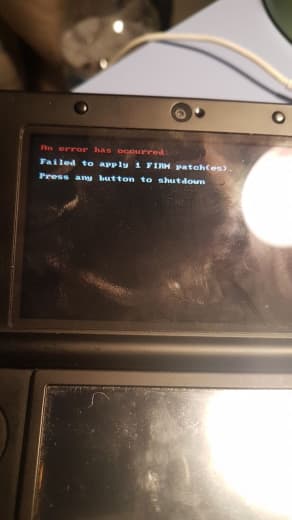 An error has occurred:
Failed to apply 1 FIRM patch(es).
Press any button to shutdown